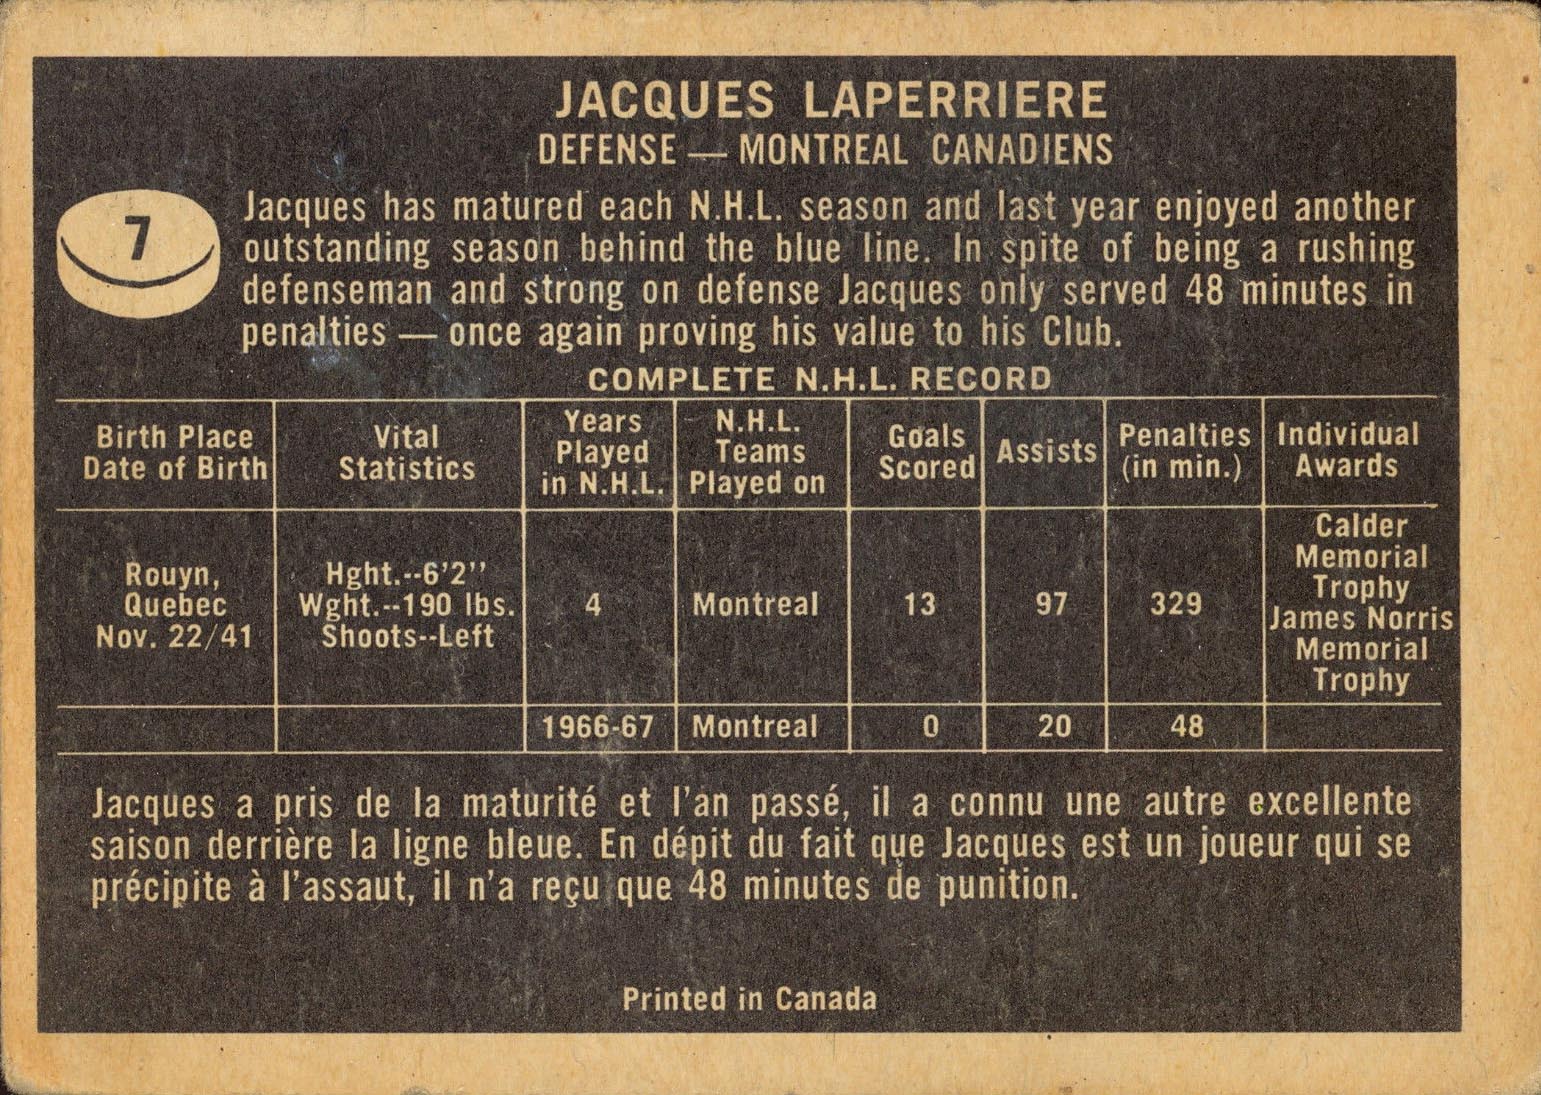 JACQUES LAPERRIERE
DEFENSE — MONTREAL CANADIENS
7
Jacques has matured each N.H.L. season and last year enjoyed another
outstanding season behind the blue line. In spite of being a rushing
defenseman and strong on defense Jacques only served 48 minutes in
penalties — once again proving his value to his Club.
COMPLETE N.H.L. RECORD
Birth Place
Date of Birth
Vital
Statistics
Years
Played
in N.H.L.
N.H.L.
Teams
Played on
Goals
Scored
Assists
Penalties
(in min.)
Individual
Awards
Rouyn,
Quebec
Nov. 22/41
Hght.--6'2''
Wght.--190 lbs.
Shoots--Left
4
Montreal
13
97
329
Calder
Memorial
Trophy
James Norris
Memorial
Trophy
1966-67
Montreal
0
20
48
Jacques a pris de la maturité et l'an passé, il a connu une autre excellente
saison derrière la ligne bleue. En dépit du fait que Jacques est un joueur qui se
précipite à l'assaut, il n'a reçu que 48 minutes de punition.
Printed in Canada